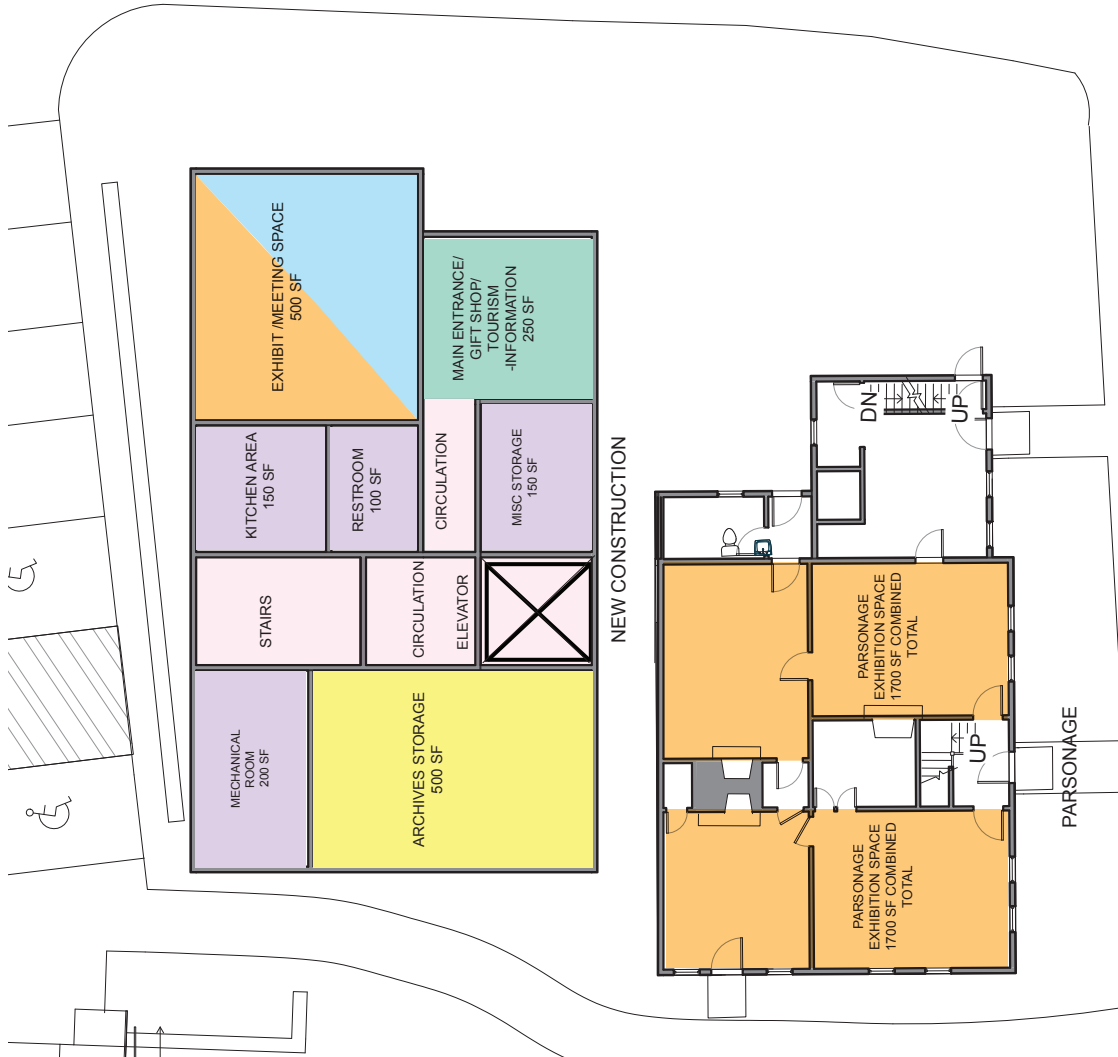 EXHIBIT /MEETING SPACE
500 SF
MAIN ENTRANCE/
GIFT SHOP/
TOURISM
-INFORMATION
250 SF
KITCHEN AREA
150 SF
RESTROOM
100 SF
CIRCULATION
MISC STORAGE
150 SF
STAIRS
CIRCULATION
ELEVATOR
MECHANICAL
ROOM
200 SF
ARCHIVES STORAGE
500 SF
NEW CONSTRUCTION
DN
UP
PARSONAGE
EXHIBITION SPACE
1700 SF COMBINED
TOTAL
UP
PARSONAGE
EXHIBITION SPACE
1700 SF COMBINED
TOTAL
PARSONAGE